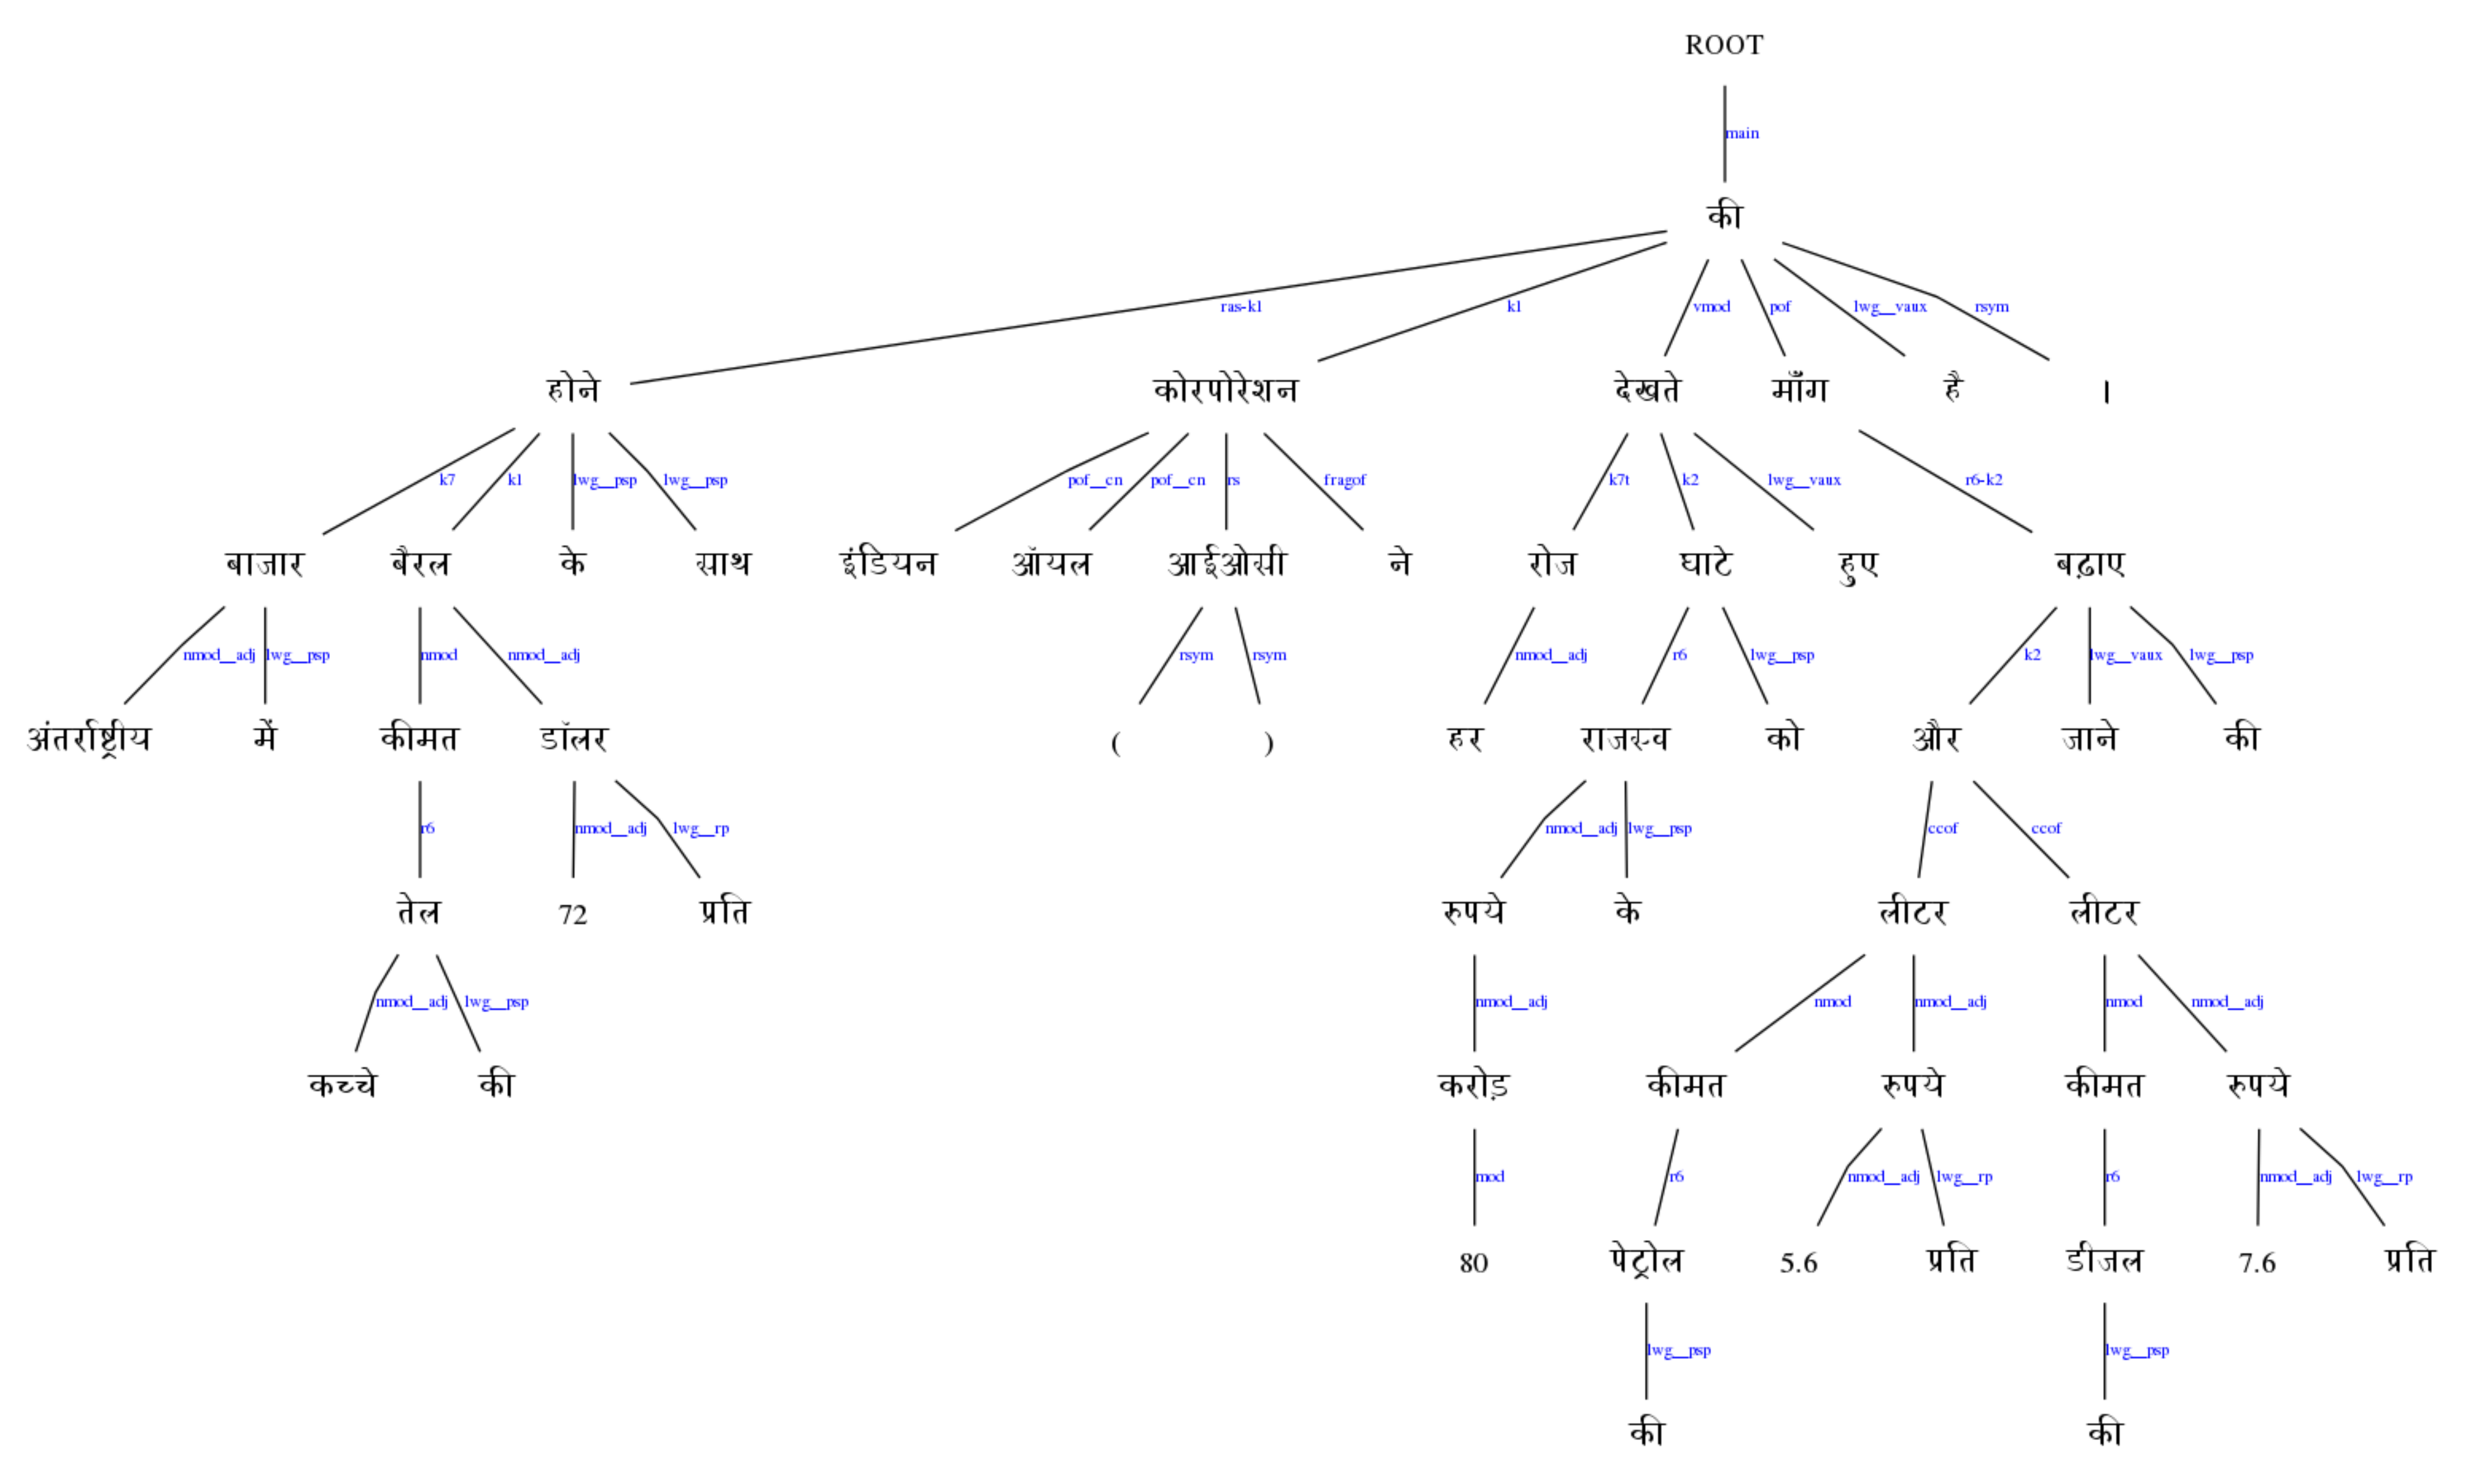 ROOT
main
की
ras-k1 k1 vmod pof lwg__vaux rsym
होने कोरपोरेशन देखते माँग है ।
k7 k1 lwg__psp lwg__psp pof__cn pof__cn rs fragof k7t k2 lwg__vaux r6-k2
बाजार बैरल के साथ इंडियन ऑयल आईओसी ने रोज घाटे हुए बढ़ाए
nmod__adj lwg__psp nmod nmod__adj rsym rsym nmod__adj r6 lwg__psp k2 lwg__vaux lwg__psp
अंतर्राष्ट्रीय में कीमत डॉलर ( ) हर राजस्व को और जाने की
r6 nmod__adj lwg__rp nmod__adj lwg__psp ccof ccof
तेल 72 प्रति रुपये के लीटर लीटर
nmod__adj lwg__psp nmod__adj nmod nmod__adj nmod nmod__adj
कच्चे की करोड़ कीमत रुपये कीमत रुपये
mod r6 nmod__adj lwg__rp r6 nmod__adj lwg__rp
80 पेट्रोल 5.6 प्रति डीजल 7.6 प्रति
lwg__psp lwg__psp
की की